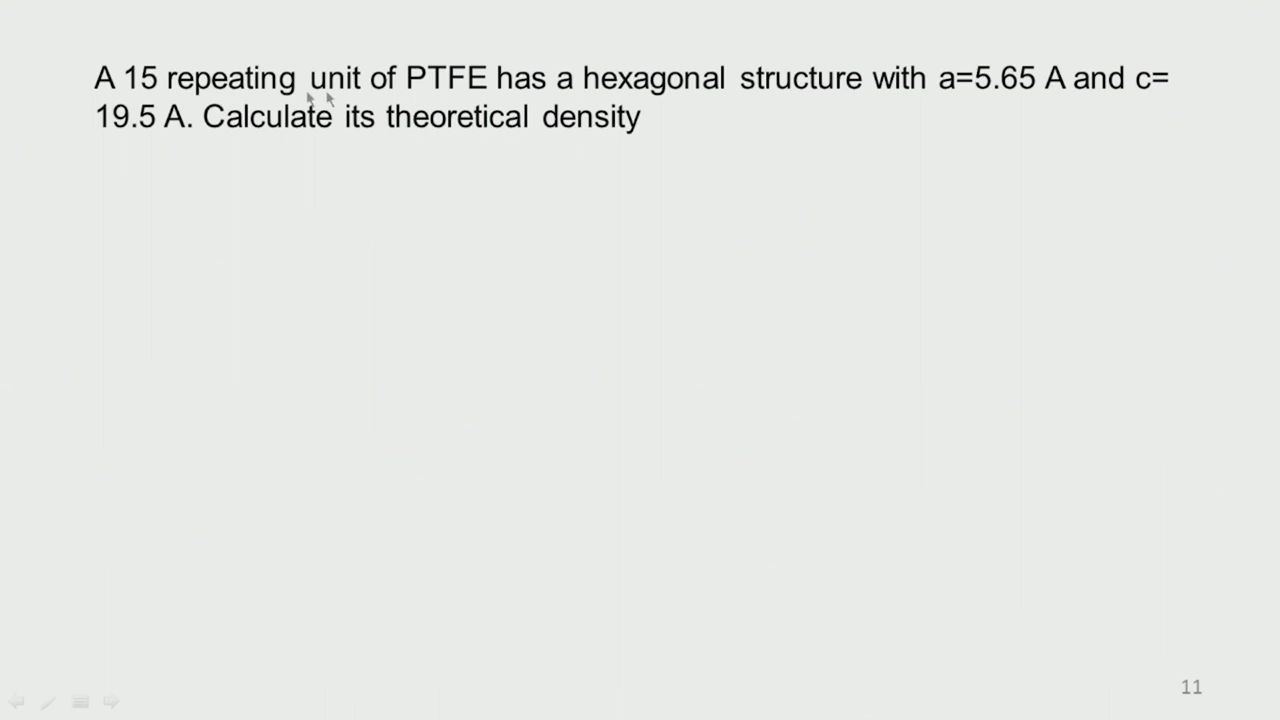 A 15 repeating unit of PTFE has a hexagonal structure with a=5.65 A and c=
19.5 A. Calculate its theoretical density
11